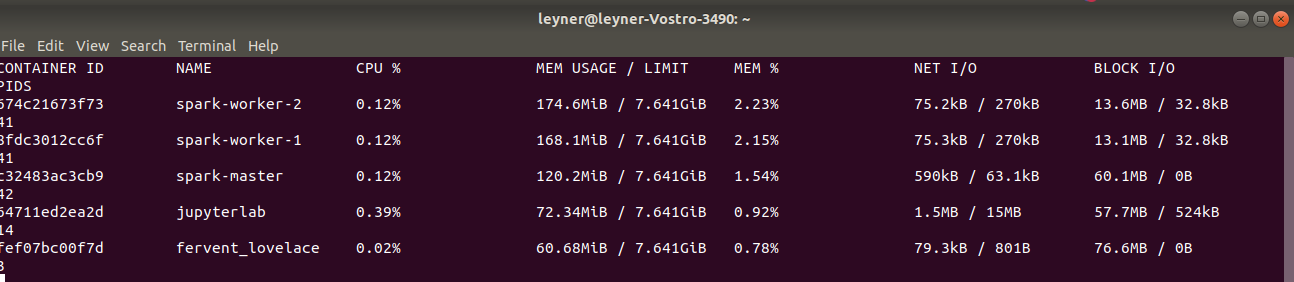 leyner@leyner-Vostro-3490: ~
File Edit View Search Terminal Help
CONTAINER ID NAME CPU % MEM USAGE / LIMIT MEM % NET I/O BLOCK I/O
PIDS
674c21673f73 spark-worker-2 0.12% 174.6MiB / 7.641GiB 2.23% 75.2kB / 270kB 13.6MB / 32.8kB
41
8fdc3012cc6f spark-worker-1 0.12% 168.1MiB / 7.641GiB 2.15% 75.3kB / 270kB 13.1MB / 32.8kB
41
c32483ac3cb9 spark-master 0.12% 120.2MiB / 7.641GiB 1.54% 590kB / 63.1kB 60.1MB / 0B
42
64711ed2ea2d jupyterlab 0.39% 72.34MiB / 7.641GiB 0.92% 1.5MB / 15MB 57.7MB / 524kB
14
fef07bc00f7d fervent_lovelace 0.02% 60.68MiB / 7.641GiB 0.78% 79.3kB / 801B 76.6MB / 0B
3